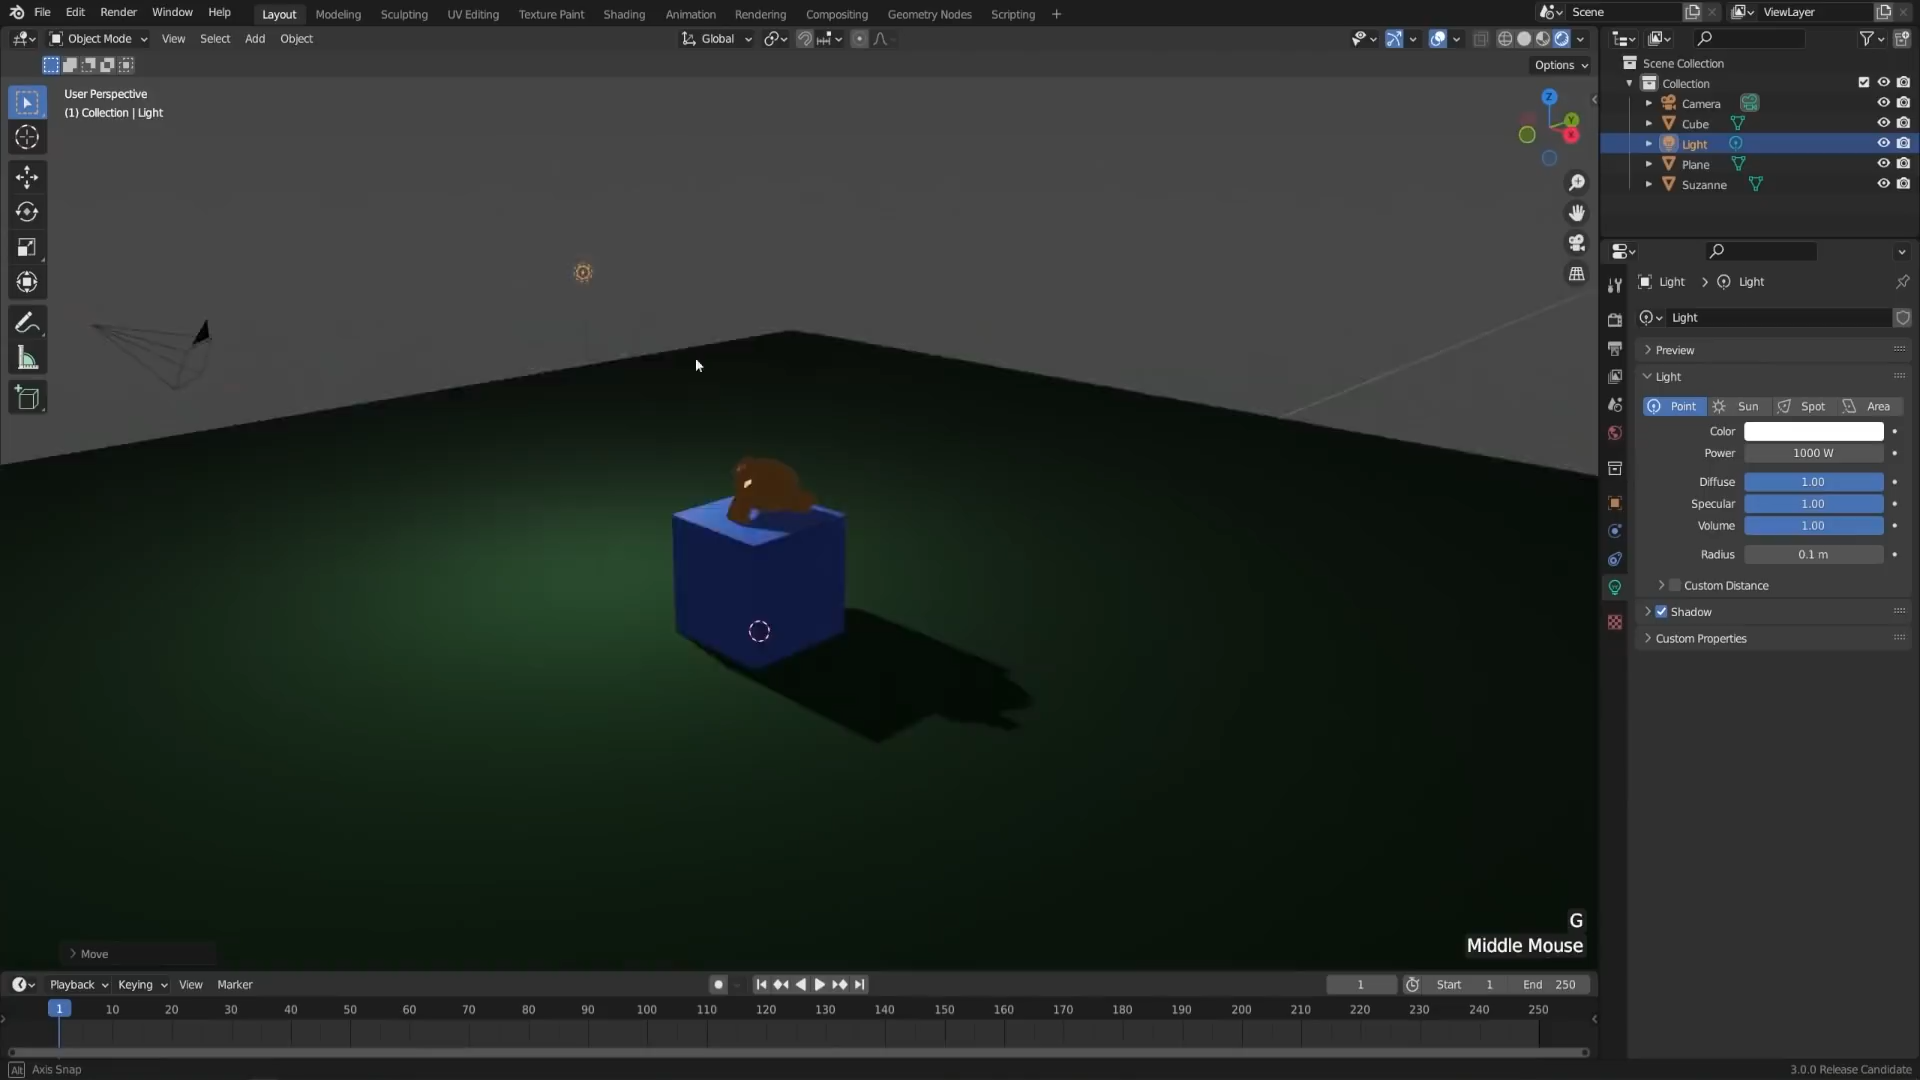 File Edit Render Window Help Layout Modeling Sculpting UV Editing Texture Paint Shading Animation Rendering Compositing Geometry Nodes Scripting + Scene ViewLayer
Object Mode View Select Add Object Global
Options
User Perspective
(1) Collection | Light
Z
Y
X
G
Middle Mouse
Move
Scene Collection
Collection
Camera
Cube
Light
Plane
Suzanne
Light > Light
Light
Preview
Light
Point Sun Spot Area
Color
Power 1000 W
Diffuse 1.00
Specular 1.00
Volume 1.00
Radius 0.1 m
Custom Distance
Shadow
Custom Properties
Playback Keying View Marker 1 Start 1 End 250
1 10 20 30 40 50 60 70 80 90 100 110 120 130 140 150 160 170 180 190 200 210 220 230 240 250
Alt Axis Snap 3.0.0 Release Candidate